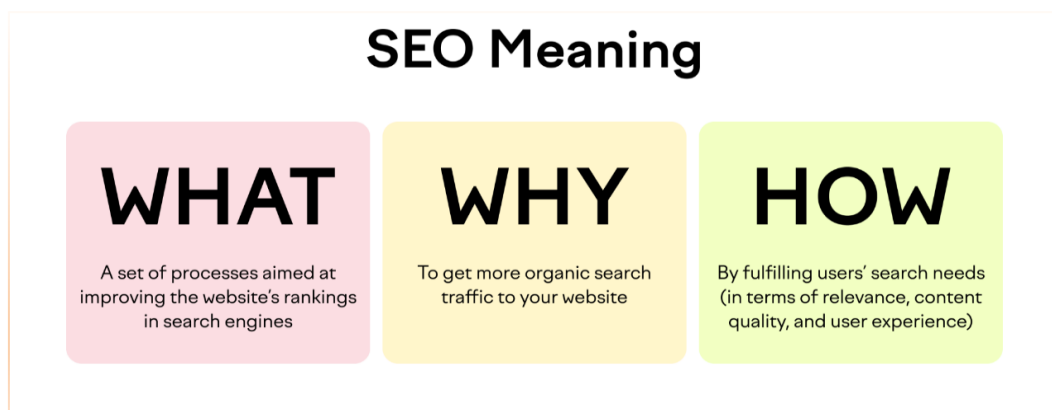 SEO Meaning
WHAT
A set of processes aimed at
improving the website's rankings
in search engines
WHY
To get more organic search
traffic to your website
HOW
By fulfilling users' search needs
(in terms of relevance, content
quality, and user experience)